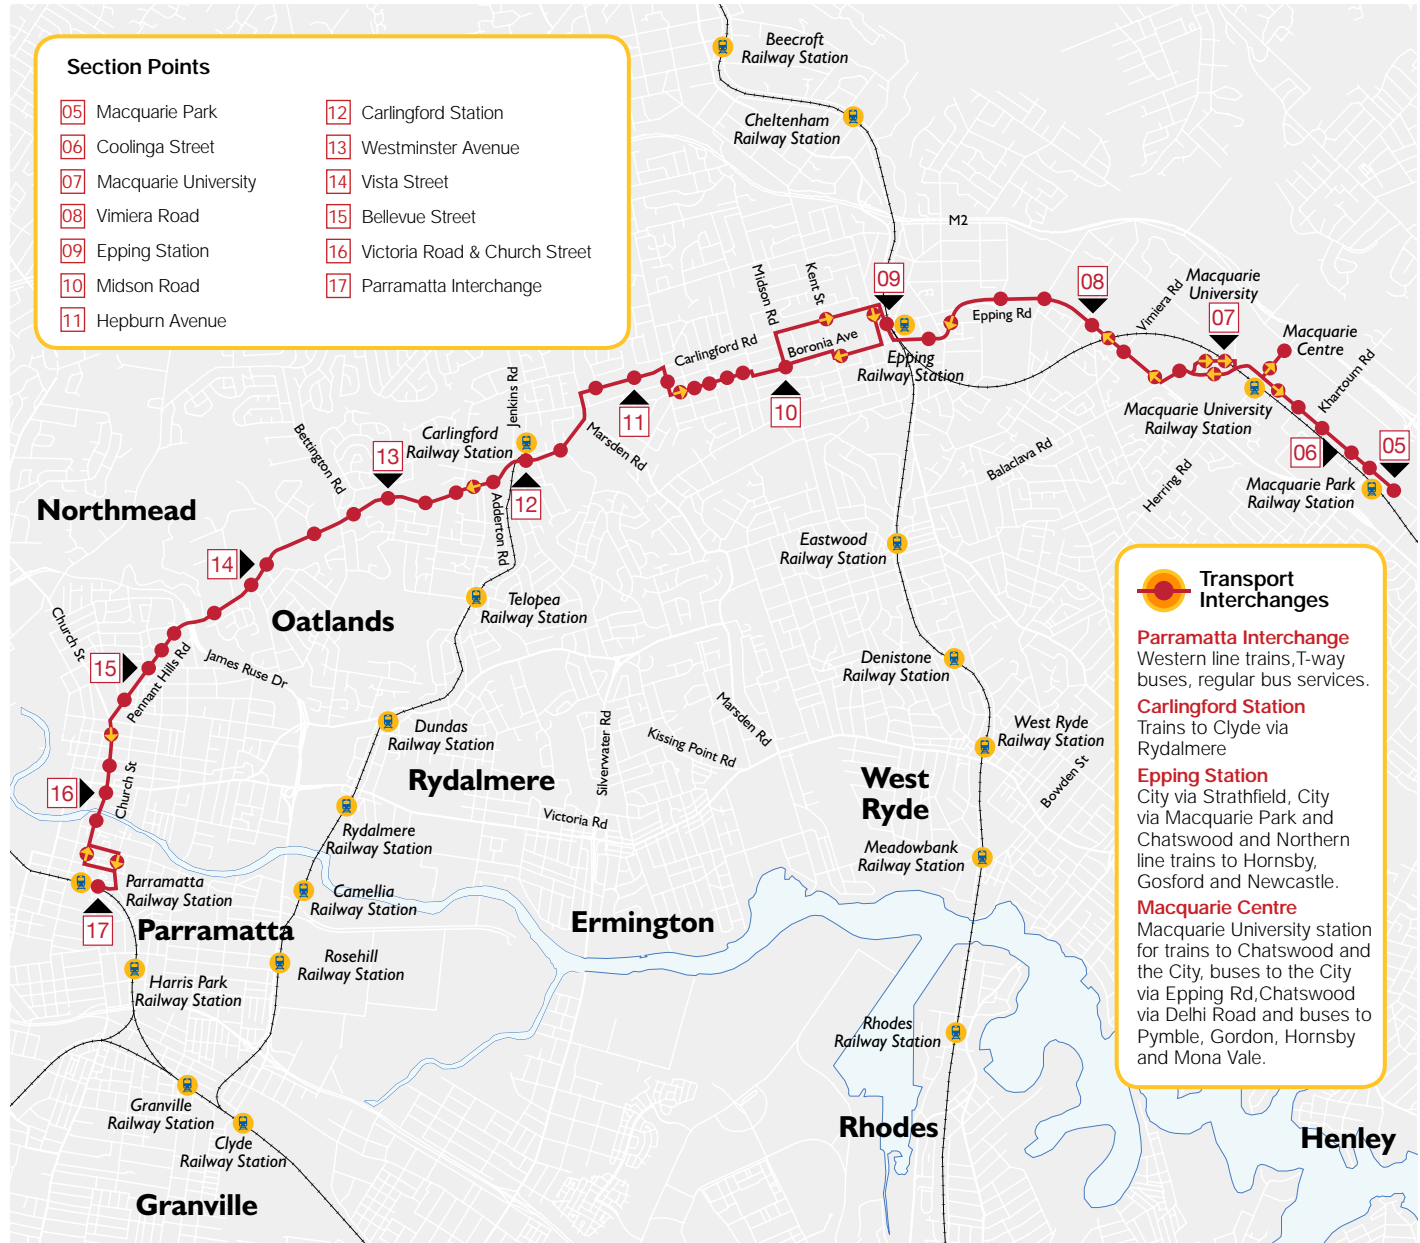 Section Points
05 Macquarie Park
06 Coolinga Street
07 Macquarie University
08 Vimiera Road
09 Epping Station
10 Midson Road
11 Hepburn Avenue
12 Carlingford Station
13 Westminster Avenue
14 Vista Street
15 Bellevue Street
16 Victoria Road & Church Street
17 Parramatta Interchange
Beecroft
Railway Station
Cheltenham
Railway Station
M2
Midson Rd
Kent St
09
Epping Rd
08
Vimiera Rd
Macquarie
University
07
Macquarie
Centre
Khartoum Rd
Carlingford Rd
Boronia Ave
Epping
Railway Station
10
11
Jenkins Rd
Marsden Rd
Carlingford
Railway Station
12
Adderton Rd
13
Bettington Rd
Macquarie University
Railway Station
06
05
Macquarie Park
Railway Station
Balaclava Rd
Herring Rd
Northmead
14
Oatlands
Eastwood
Railway Station
Telopea
Railway Station
Church St
15
Pennant Hills Rd
James Ruse Dr
Denistone
Railway Station
Dundas
Railway Station
Silverwater Rd
Marsden Rd
Kissing Point Rd
West Ryde
Railway Station
Bowden St
Rydalmere
West
Ryde
16
Church St
Victoria Rd
Rydalmere
Railway Station
Meadowbank
Railway Station
Parramatta
Railway Station
Camellia
Railway Station
17
Parramatta
Ermington
Rosehill
Railway Station
Harris Park
Railway Station
Rhodes
Railway Station
Granville
Railway Station
Clyde
Railway Station
Rhodes
Henley
Granville
Transport
Interchanges
Parramatta Interchange
Western line trains,T-way
buses, regular bus services.
Carlingford Station
Trains to Clyde via
Rydalmere
Epping Station
City via Strathfield, City
via Macquarie Park and
Chatswood and Northern
line trains to Hornsby,
Gosford and Newcastle.
Macquarie Centre
Macquarie University station
for trains to Chatswood and
the City, buses to the City
via Epping Rd,Chatswood
via Delhi Road and buses to
Pymble, Gordon, Hornsby
and Mona Vale.